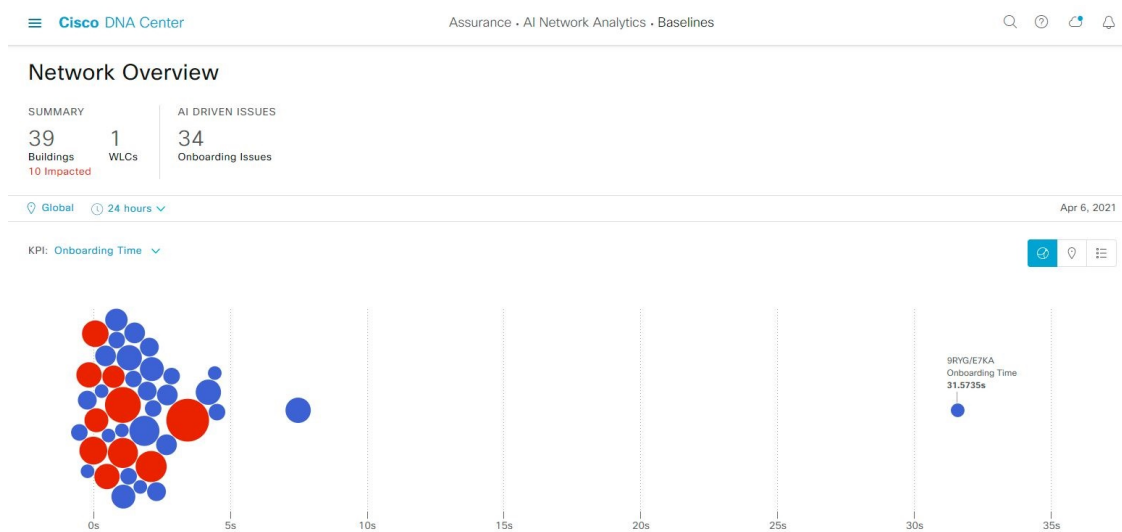 Cisco DNA Center
Assurance • AI Network Analytics • Baselines
Network Overview
SUMMARY
AI DRIVEN ISSUES
39
1
34
Buildings
WLCs
Onboarding Issues
10 Impacted
Global
24 hours
Apr 6, 2021
KPI: Onboarding Time
9RYG/E7KA
Onboarding Time
31.5735s
0s 5s 10s 15s 20s 25s 30s 35s